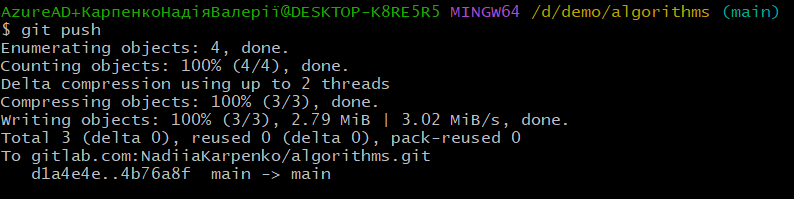 AzureAD+КарпенкоНадіяВалерії@DESKTOP-K8RE5R5 MINGW64 /d/demo/algorithms (main)
$ git push
Enumerating objects: 4, done.
Counting objects: 100% (4/4), done.
Delta compression using up to 2 threads
Compressing objects: 100% (3/3), done.
Writing objects: 100% (3/3), 2.79 MiB | 3.02 MiB/s, done.
Total 3 (delta 0), reused 0 (delta 0), pack-reused 0
To gitlab.com:NadiiaKarpenko/algorithms.git
   d1a4e4e..4b76a8f  main -> main